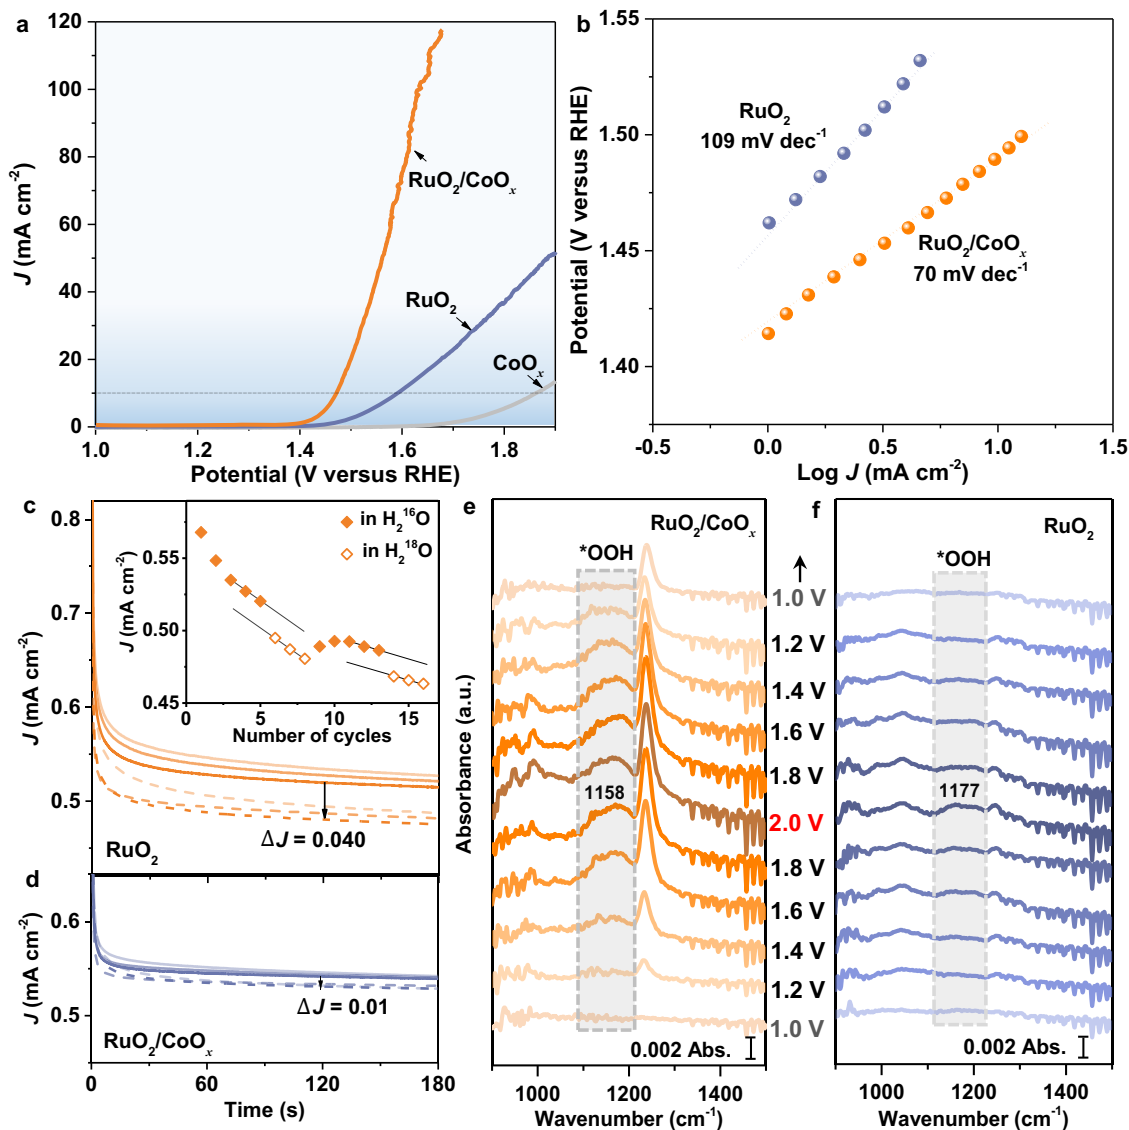 a
120
100
80
60
40
20
0
J (mA cm⁻²)
RuO₂/CoOₓ
RuO₂
CoOₓ
1.0 1.2 1.4 1.6 1.8
Potential (V versus RHE)
b
1.55
1.50
1.45
1.40
Potential (V versus RHE)
RuO₂
109 mV dec⁻¹
RuO₂/CoOₓ
70 mV dec⁻¹
-0.5 0.0 0.5 1.0 1.5
Log J (mA cm⁻²)
c
0.8
0.7
0.6
0.5
J (mA cm⁻²)
in H₂¹⁶O
in H₂¹⁸O
0.55
0.50
0.45
J (mA cm⁻²)
0 5 10 15
Number of cycles
ΔJ = 0.040
RuO₂
d
0.6
0.5
J (mA cm⁻²)
ΔJ = 0.01
RuO₂/CoOₓ
0 60 120 180
Time (s)
e
RuO₂/CoOₓ
*OOH
1158
Absorbance (a.u.)
0.002 Abs.
1000 1200 1400
Wavenumber (cm⁻¹)
1.0 V
1.2 V
1.4 V
1.6 V
1.8 V
2.0 V
1.8 V
1.6 V
1.4 V
1.2 V
1.0 V
f
RuO₂
*OOH
1177
0.002 Abs.
1000 1200 1400
Wavenumber (cm⁻¹)